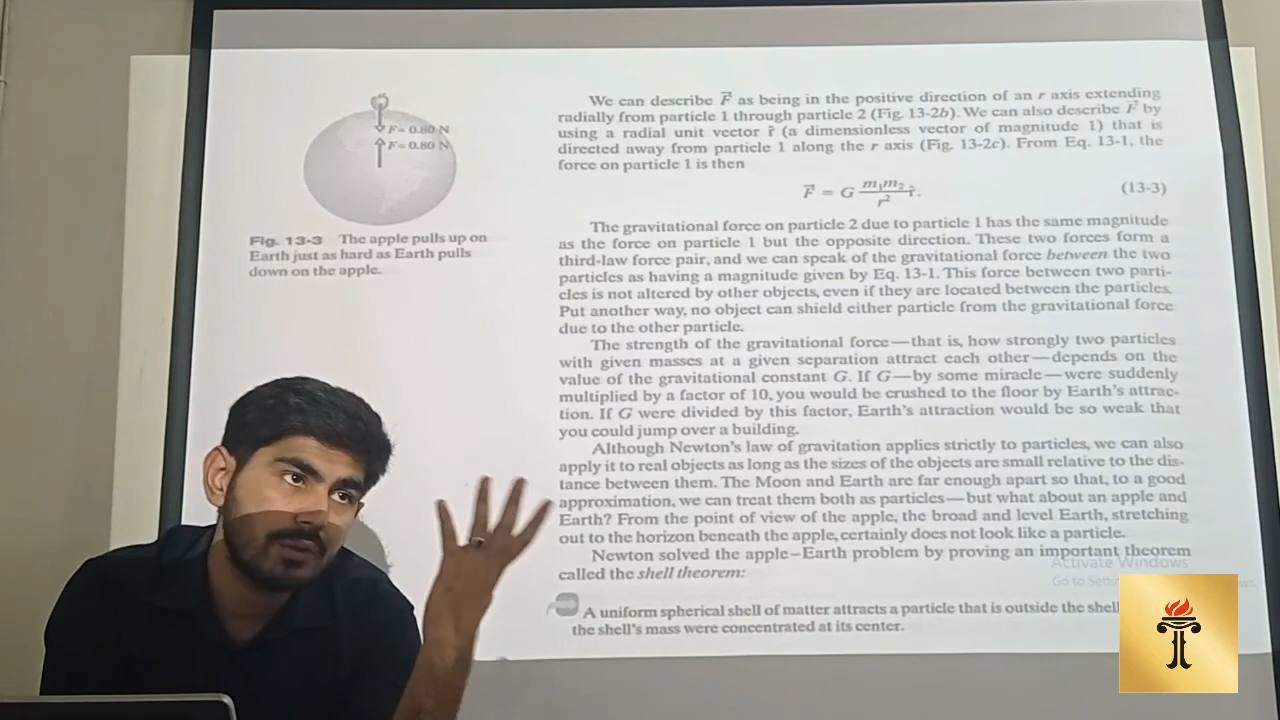 F = 0.80 N
F = 0.80 N
Fig. 13-3 The apple pulls up on
Earth just as hard as Earth pulls
down on the apple.
We can describe F⃗ as being in the positive direction of an r axis extending
radially from particle 1 through particle 2 (Fig. 13-2b). We can also describe F⃗ by
using a radial unit vector r̂ (a dimensionless vector of magnitude 1) that is
directed away from particle 1 along the r axis (Fig. 13-2c). From Eq. 13-1, the
force on particle 1 is then
F⃗ = G m₁m₂/r² r̂. (13-3)
The gravitational force on particle 2 due to particle 1 has the same magnitude
as the force on particle 1 but the opposite direction. These two forces form a
third-law force pair, and we can speak of the gravitational force between the two
particles as having a magnitude given by Eq. 13-1. This force between two parti-
cles is not altered by other objects, even if they are located between the particles.
Put another way, no object can shield either particle from the gravitational force
due to the other particle.
The strength of the gravitational force—that is, how strongly two particles
with given masses at a given separation attract each other—depends on the
value of the gravitational constant G. If G—by some miracle—were suddenly
multiplied by a factor of 10, you would be crushed to the floor by Earth's attrac-
tion. If G were divided by this factor, Earth's attraction would be so weak that
you could jump over a building.
Although Newton's law of gravitation applies strictly to particles, we can also
apply it to real objects as long as the sizes of the objects are small relative to the dis-
tance between them. The Moon and Earth are far enough apart so that, to a good
approximation, we can treat them both as particles—but what about an apple and
Earth? From the point of view of the apple, the broad and level Earth, stretching
out to the horizon beneath the apple, certainly does not look like a particle.
Newton solved the apple–Earth problem by proving an important theorem
called the shell theorem:
Activate Windows
Go to
A uniform spherical shell of matter attracts a particle that is outside the shell
the shell's mass were concentrated at its center.